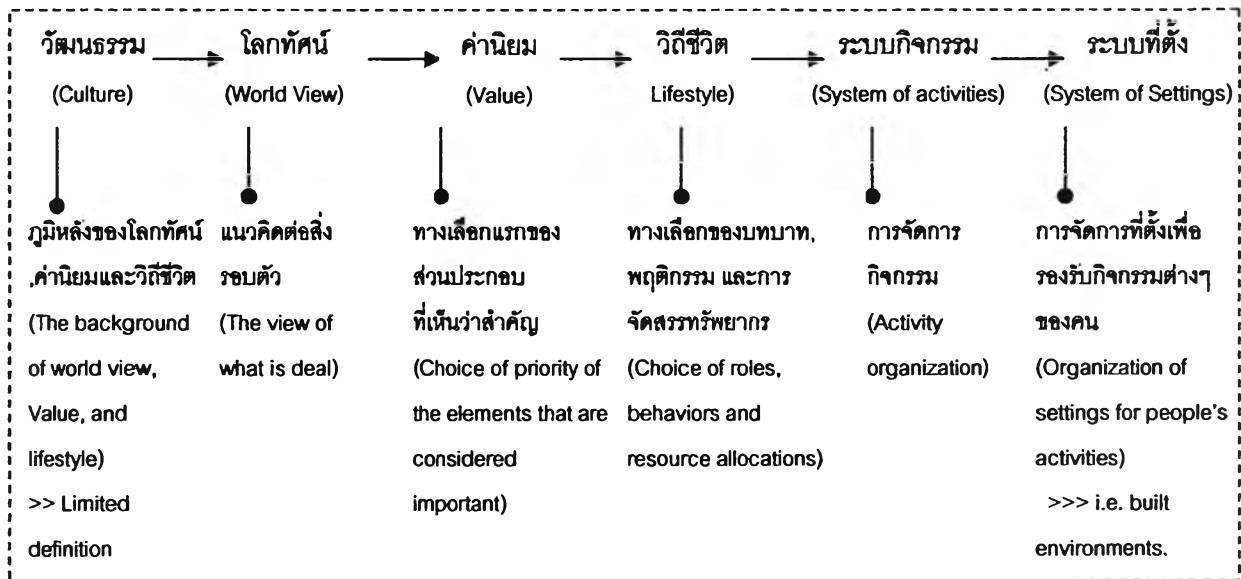 วัฒนธรรม
(Culture)
โลกทัศน์
(World View)
ค่านิยม
(Value)
วิถีชีวิต
Lifestyle)
ระบบกิจกรรม
(System of activities)
ระบบที่ตั้ง
(System of Settings)
ภูมิหลังของโลกทัศน์
,ค่านิยมและวิถีชีวิต
(The background
of world view,
Value, and
lifestyle)
>> Limited
definition
แนวคิดต่อสิ่ง
รอบตัว
(The view of
what is deal)
ทางเลือกแรกของ
ส่วนประกอบ
ที่เห็นว่าสำคัญ
(Choice of priority of
the elements that are
considered
important)
ทางเลือกของบทบาท,
พฤติกรรม และการ
จัดสรรทรัพยากร
(Choice of roles,
behaviors and
resource allocations)
การจัดการ
กิจกรรม
(Activity
organization)
การจัดการที่ตั้งเพื่อ
รองรับกิจกรรมต่างๆ
ของคน
(Organization of
settings for people's
activities)
>>> i.e. built
environments.